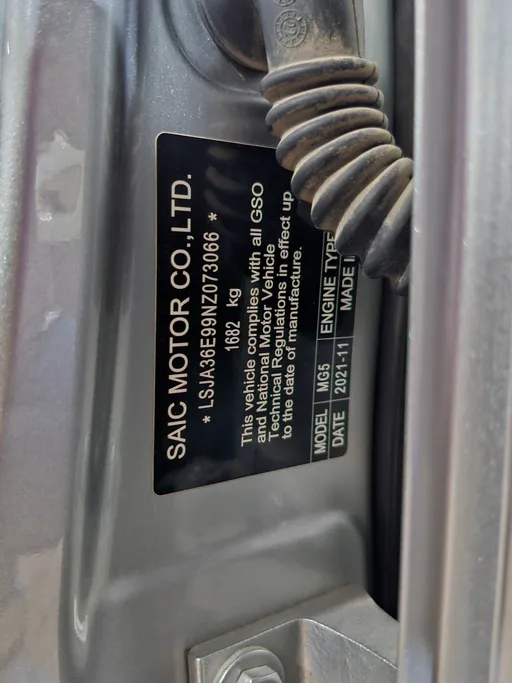 SAIC MOTOR CO.,LTD.
* LSJA36E99NZ073066 *
1682 kg
This vehicle complies with all GSO
and National Motor Vehicle
Technical Regulations in effect up
to the date of manufacture.
MODEL MG5 ENGINE TYPE
DATE 2021-11 MADE